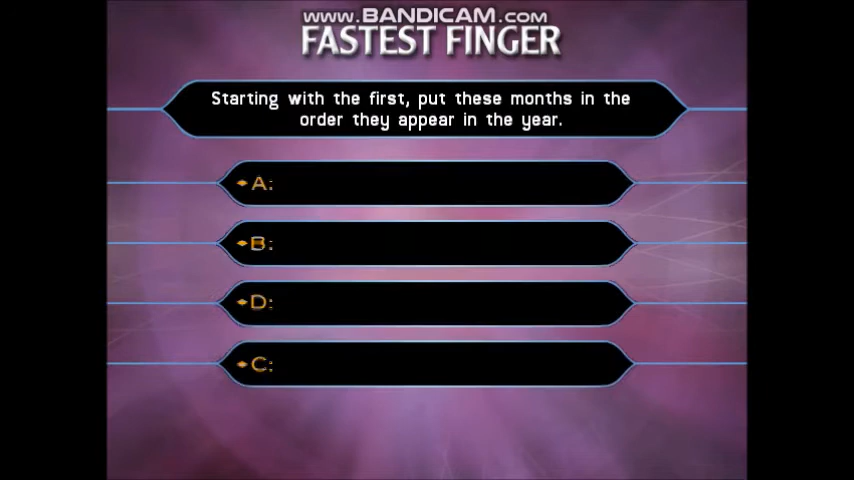 www.BANDICAM.com
FASTEST FINGER
Starting with the first, put these months in the
order they appear in the year.
A:
B:
D:
C: